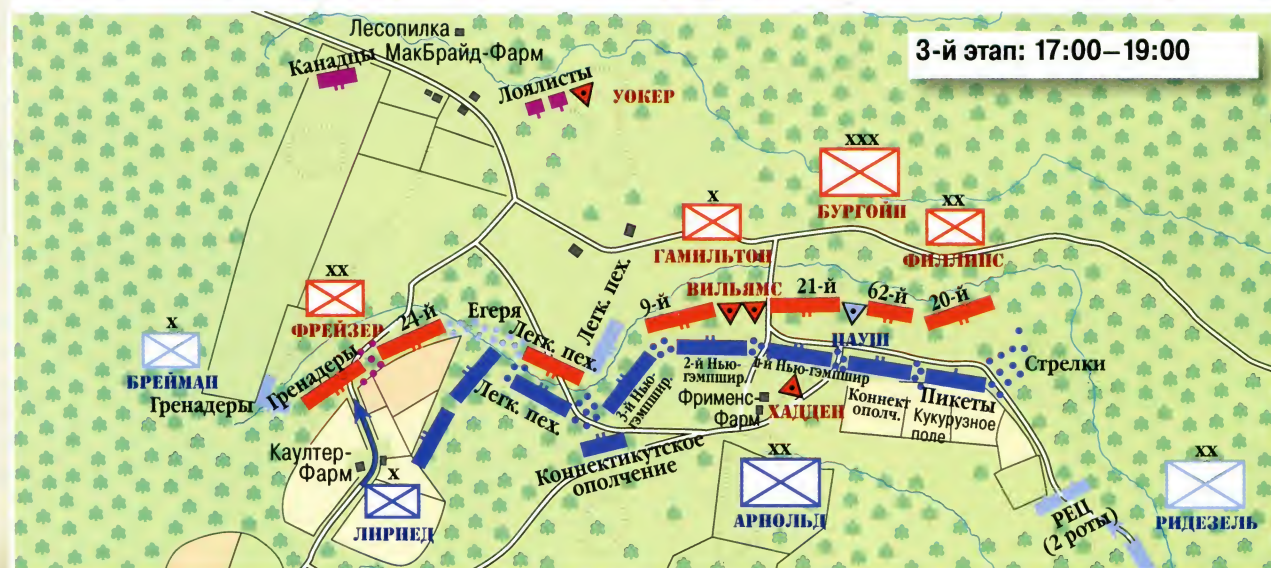 3-й этап: 17:00—19:00
Лесопилка
МакБрайд-Фарм
Канадцы
Лоялисты
УОКЕР
XXX
БУРГОЙН
X
ГАМИЛЬТОН
XX
ФИЛЛИПС
XX
ФРЕЙЗЕР
24-й
Егеря
Легк. пех.
Легк. пех.
9-й
ВИЛЬЯМС
21-й
62-й
20-й
ПАУШ
Стрелки
X
БРЕЙМАН
Гренадеры
Гренадеры
Легк. пех.
3-й Нью-
гэмпшир.
2-й Нью-
гэмпшир.
1-й Нью-гэмпшир
Фрименс-
Фарм
ХАДДЕН
Коннект
ополч.
Пикеты
Кукурузное
поле
Каултер-
Фарм
X
ЛИРНЕД
Коннектикутское
ополчение
XX
АРНОЛЬД
РЕЦ
(2 роты)
XX
РИДЕЗЕЛЬ